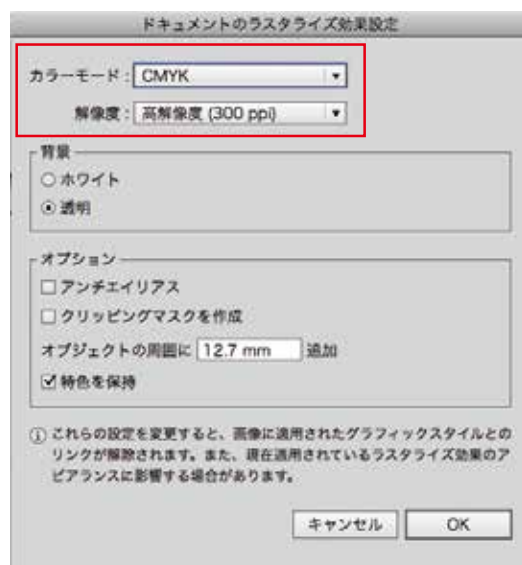 ドキュメントのラスタライズ効果設定
カラーモード： CMYK
解像度： 高解像度 (300 ppi)
背景
ホワイト
透明
オプション
アンチエイリアス
クリッピングマスクを作成
オブジェクトの周囲に 12.7 mm 追加
特色を保持
これらの設定を変更すると、画像に適用されたグラフィックスタイルとの
リンクが解除されます。また、現在適用されているラスタライズ効果のア
ピアランスに影響する場合があります。
キャンセル OK